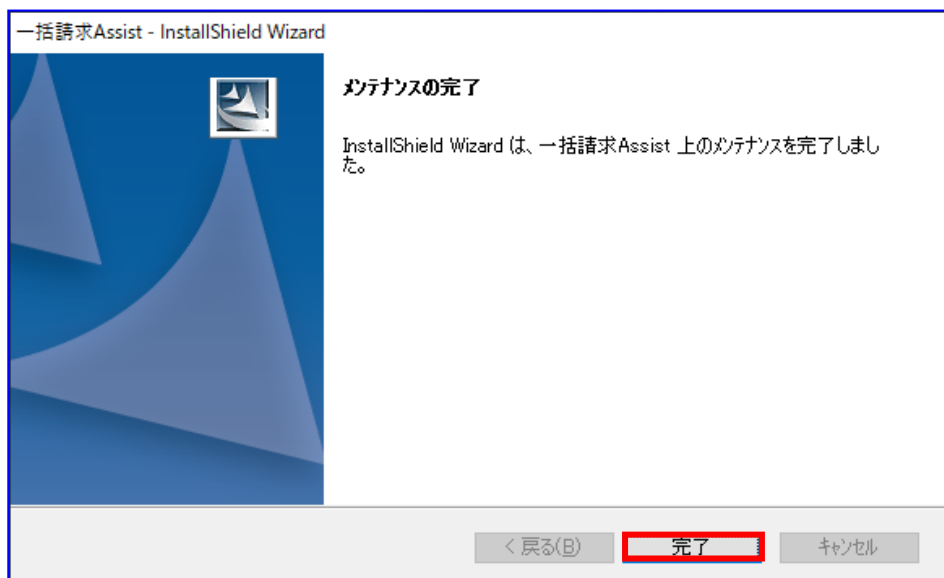 一括請求Assist - InstallShield Wizard
メンテナンスの完了
InstallShield Wizard は、一括請求Assist 上のメンテナンスを完了しまし
た。
< 戻る(B)
完了
キャンセル